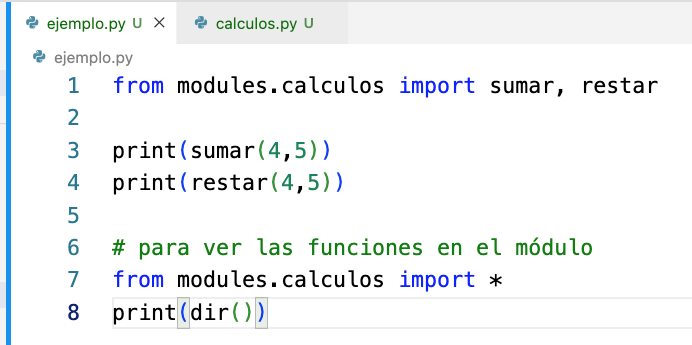 ejemplo.py U ×
calculos.py U
ejemplo.py
1 from modules.calculos import sumar, restar
2
3 print(sumar(4,5))
4 print(restar(4,5))
5
6 # para ver las funciones en el módulo
7 from modules.calculos import *
8 print(dir())